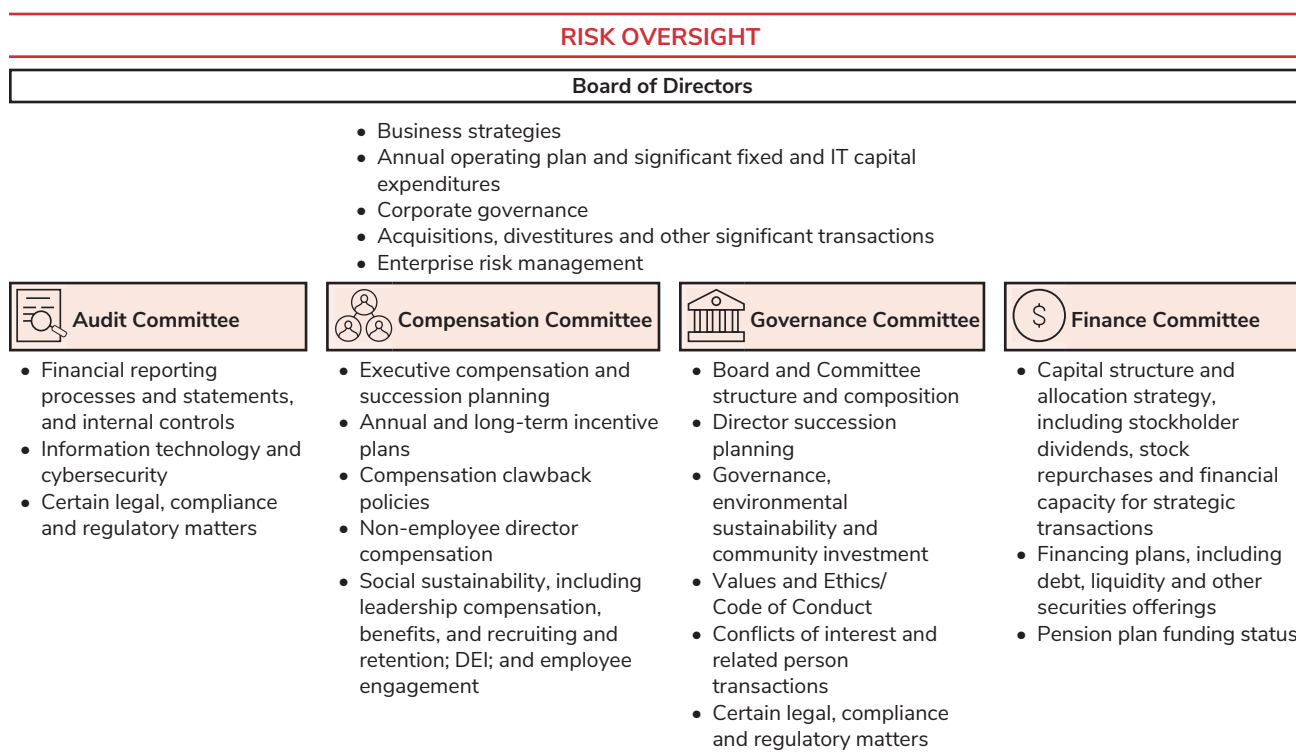 RISK OVERSIGHT
Board of Directors
• Business strategies
• Annual operating plan and significant fixed and IT capital
expenditures
• Corporate governance
• Acquisitions, divestitures and other significant transactions
• Enterprise risk management
Audit Committee
• Financial reporting
processes and statements,
and internal controls
• Information technology and
cybersecurity
• Certain legal, compliance
and regulatory matters
Compensation Committee
• Executive compensation and
succession planning
• Annual and long-term incentive
plans
• Compensation clawback
policies
• Non-employee director
compensation
• Social sustainability, including
leadership compensation,
benefits, and recruiting and
retention; DEI; and employee
engagement
Governance Committee
• Board and Committee
structure and composition
• Director succession
planning
• Governance,
environmental
sustainability and
community investment
• Values and Ethics/
Code of Conduct
• Conflicts of interest and
related person
transactions
• Certain legal, compliance
and regulatory matters
$
Finance Committee
• Capital structure and
allocation strategy,
including stockholder
dividends, stock
repurchases and financial
capacity for strategic
transactions
• Financing plans, including
debt, liquidity and other
securities offerings
• Pension plan funding status